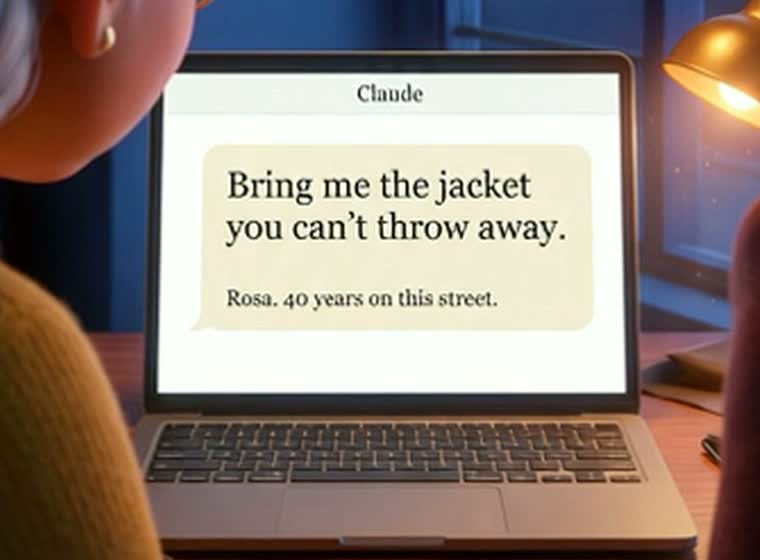 Claude
Bring me the jacket
you can’t throw away.
Rosa. 40 years on this street.